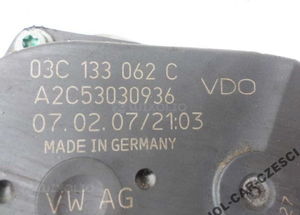 03C 133 062 C
A2C53030936
VDO
07.02.07/21:03
MADE IN GERMANY
VW AG